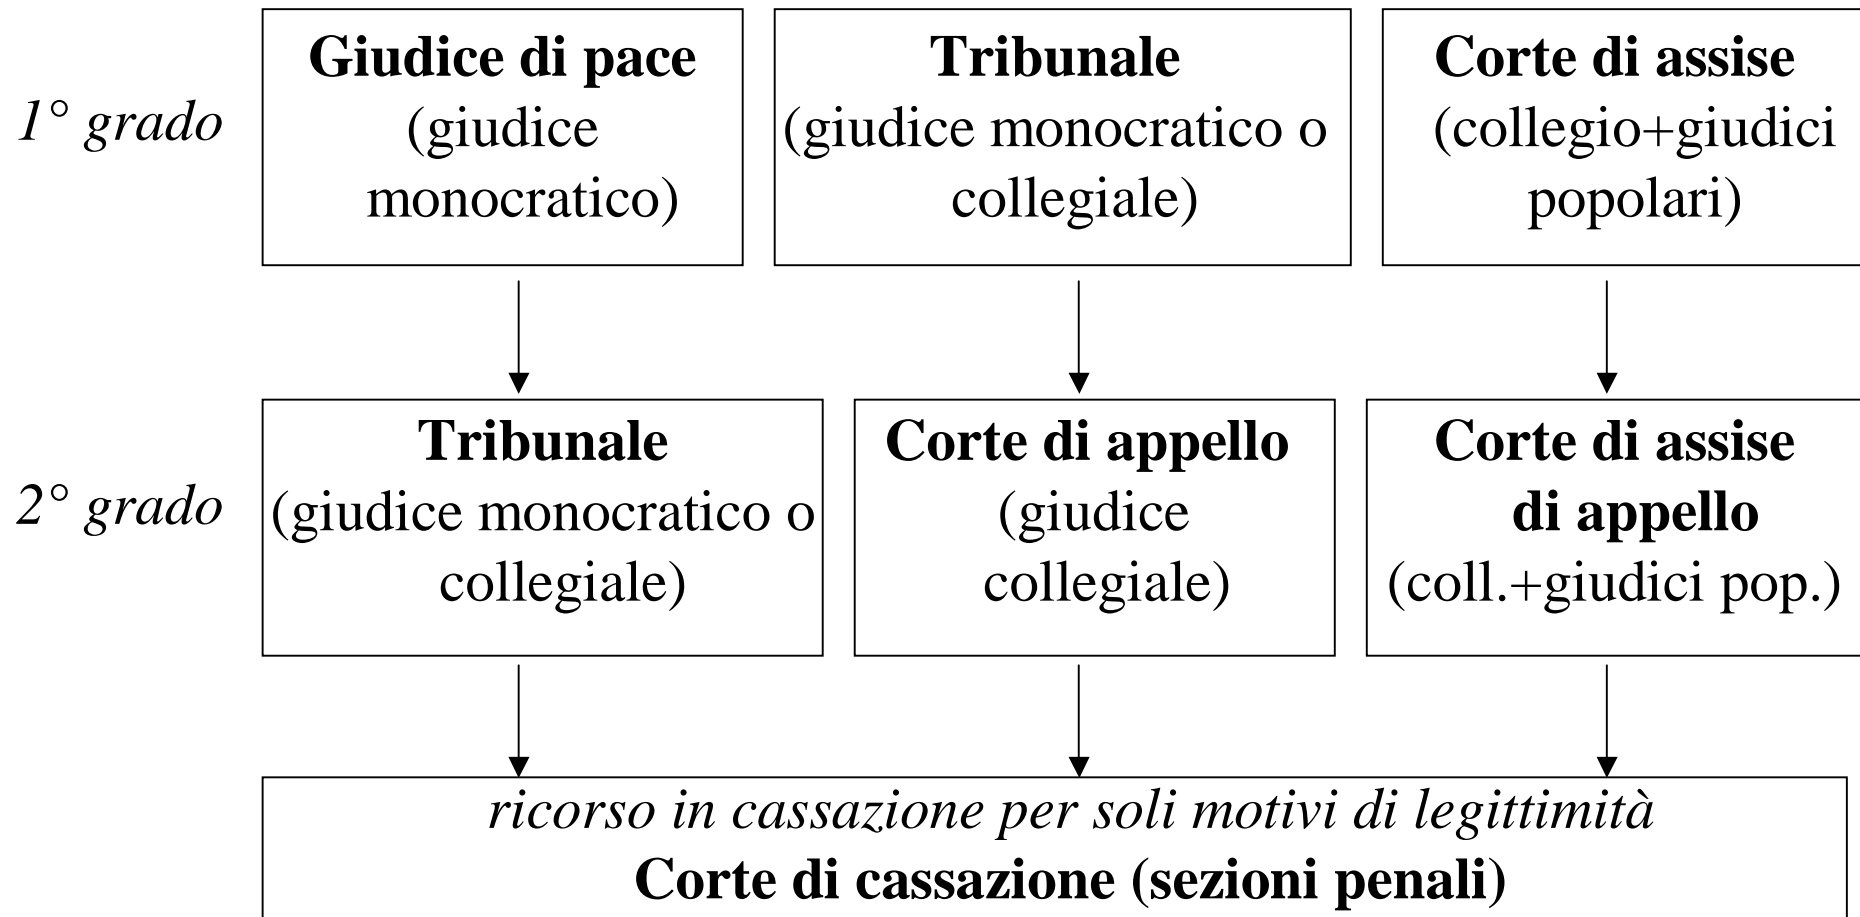 1° grado
Giudice di pace
(giudice
monocratico)
Tribunale
(giudice monocratico o
collegiale)
Corte di assise
(collegio+giudici
popolari)
2° grado
Tribunale
(giudice monocratico o
collegiale)
Corte di appello
(giudice
collegiale)
Corte di assise
di appello
(coll.+giudici pop.)
ricorso in cassazione per soli motivi di legittimità
Corte di cassazione (sezioni penali)